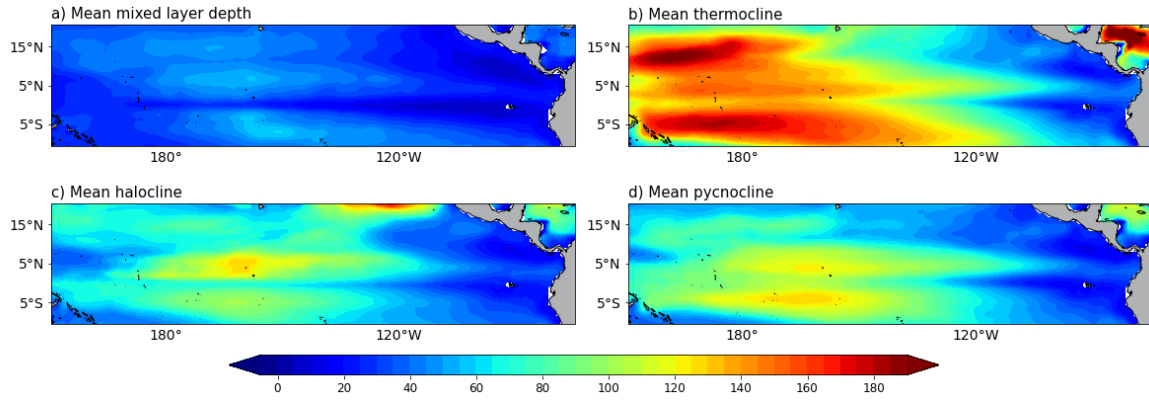 a) Mean mixed layer depth
b) Mean thermocline
15°N
5°N
5°S
180°
120°W
15°N
5°N
5°S
180°
120°W
c) Mean halocline
d) Mean pycnocline
15°N
5°N
5°S
180°
120°W
15°N
5°N
5°S
180°
120°W
0 20 40 60 80 100 120 140 160 180